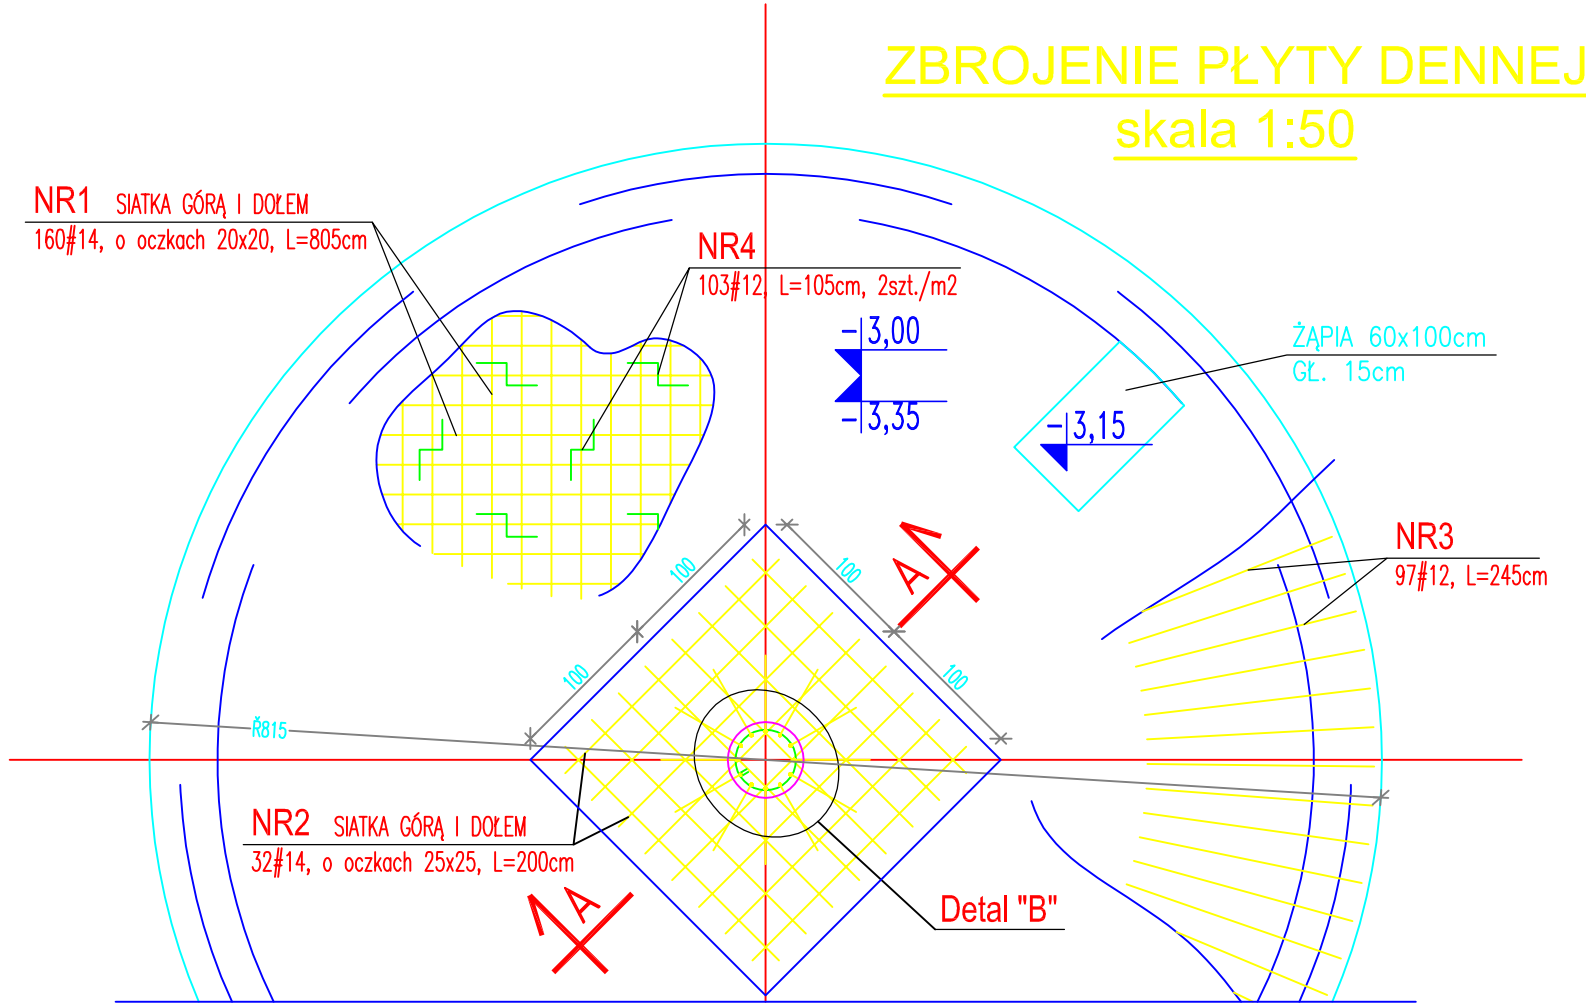 ZBROJENIE PŁYTY DENNEJ
skala 1:50
NR1 SIATKA GÓRĄ I DOŁEM
160#14, o oczkach 20x20, L=805cm
NR4
103#12, L=105cm, 2szt./m2
-3,00
-3,35
ŻĄPIA 60x100cm
GŁ. 15cm
-3,15
NR3
97#12, L=245cm
A
100
100
100
100
Ř815
NR2 SIATKA GÓRĄ I DOŁEM
32#14, o oczkach 25x25, L=200cm
A
Detal "B"